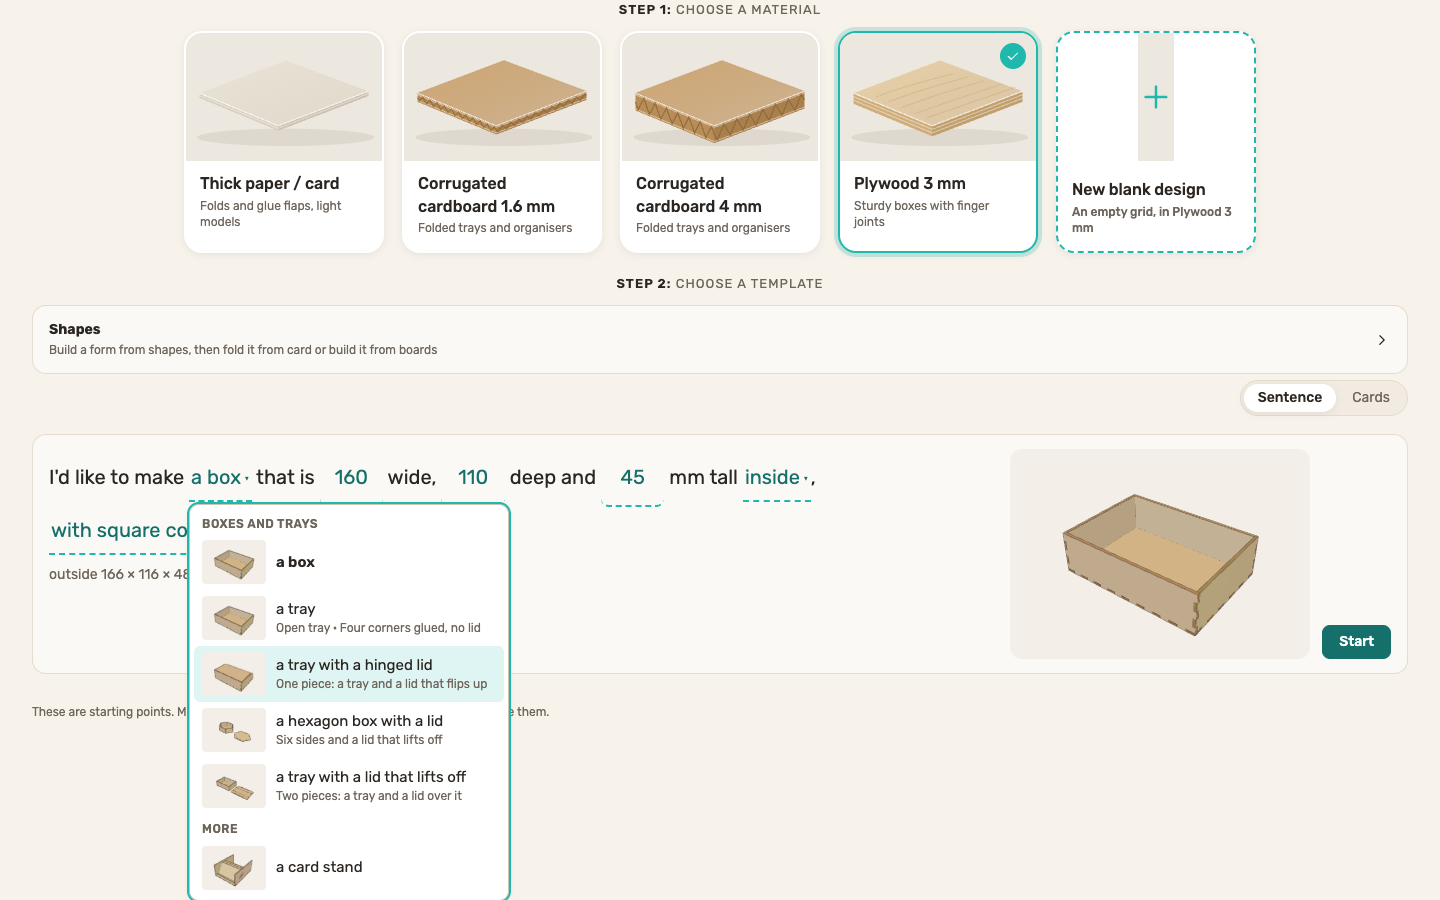 STEP 1: CHOOSE A MATERIAL
Thick paper / card
Folds and glue flaps, light
models
Corrugated
cardboard 1.6 mm
Folded trays and organisers
Corrugated
cardboard 4 mm
Folded trays and organisers
Plywood 3 mm
Sturdy boxes with finger
joints
New blank design
An empty grid, in Plywood 3
mm
STEP 2: CHOOSE A TEMPLATE
Shapes
Build a form from shapes, then fold it from card or build it from boards
Sentence Cards
I'd like to make a box that is 160 wide, 110 deep and 45 mm tall inside,
with square
outside 166 × 116 ×
BOXES AND TRAYS
a box
a tray
Open tray • Four corners glued, no lid
a tray with a hinged lid
One piece: a tray and a lid that flips up
a hexagon box with a lid
Six sides and a lid that lifts off
a tray with a lid that lifts off
Two pieces: a tray and a lid over it
MORE
a card stand
Start
These are starting points. them.